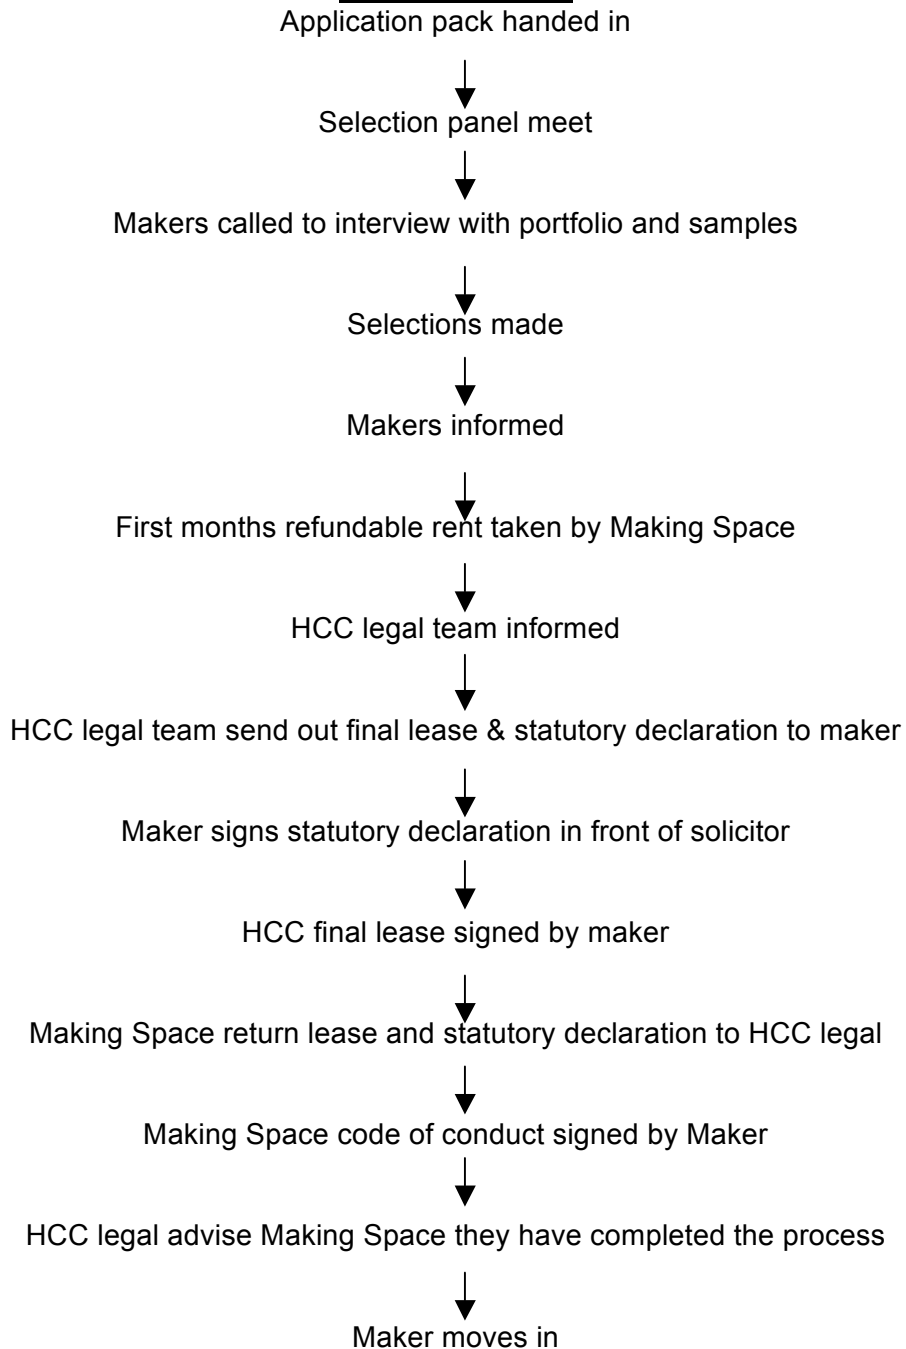 Application pack handed in
Selection panel meet
Makers called to interview with portfolio and samples
Selections made
Makers informed
First months refundable rent taken by Making Space
HCC legal team informed
HCC legal team send out final lease & statutory declaration to maker
Maker signs statutory declaration in front of solicitor
HCC final lease signed by maker
Making Space return lease and statutory declaration to HCC legal
Making Space code of conduct signed by Maker
HCC legal advise Making Space they have completed the process
Maker moves in